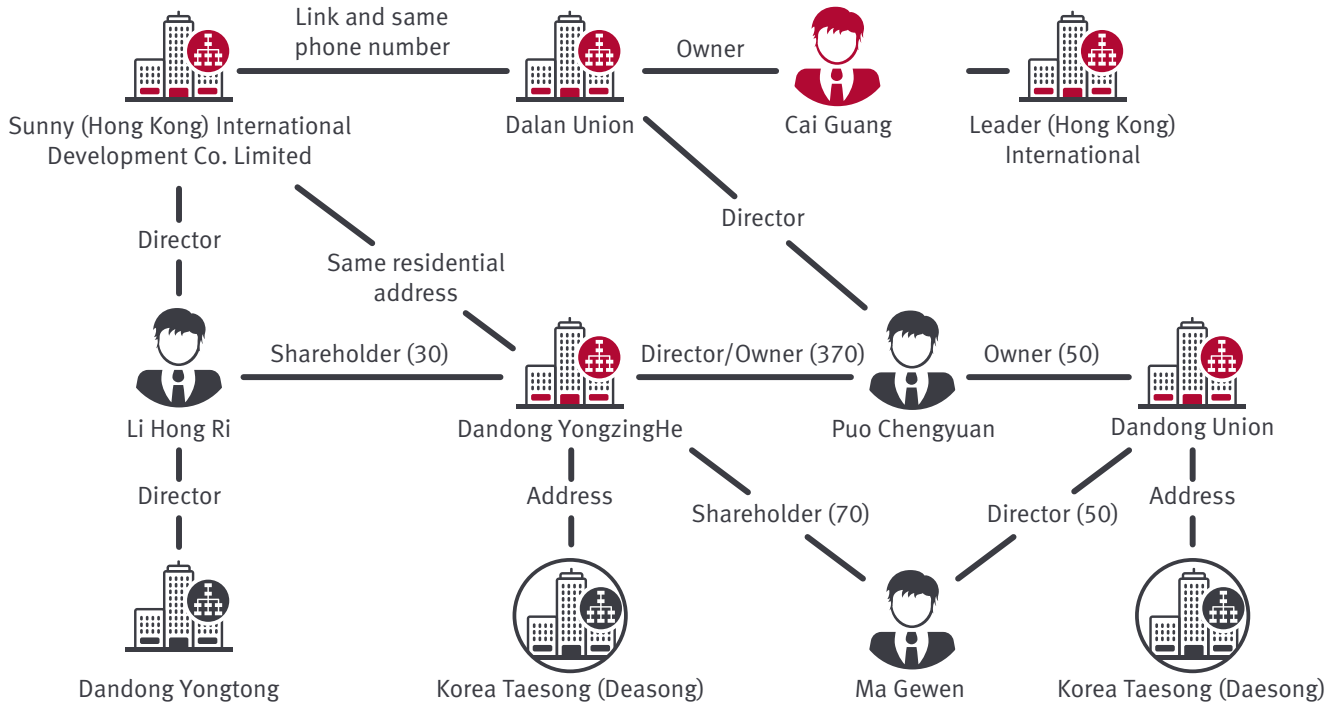 Link and same
phone number
Owner
Sunny (Hong Kong) International
Development Co. Limited
Dalan Union
Cai Guang
Leader (Hong Kong)
International
Director
Director
Same residential
address
Shareholder (30)
Director/Owner (370)
Owner (50)
Li Hong Ri
Dandong YongzingHe
Puo Chengyuan
Dandong Union
Director
Address
Shareholder (70)
Director (50)
Address
Dandong Yongtong
Korea Taesong (Deasong)
Ma Gewen
Korea Taesong (Daesong)